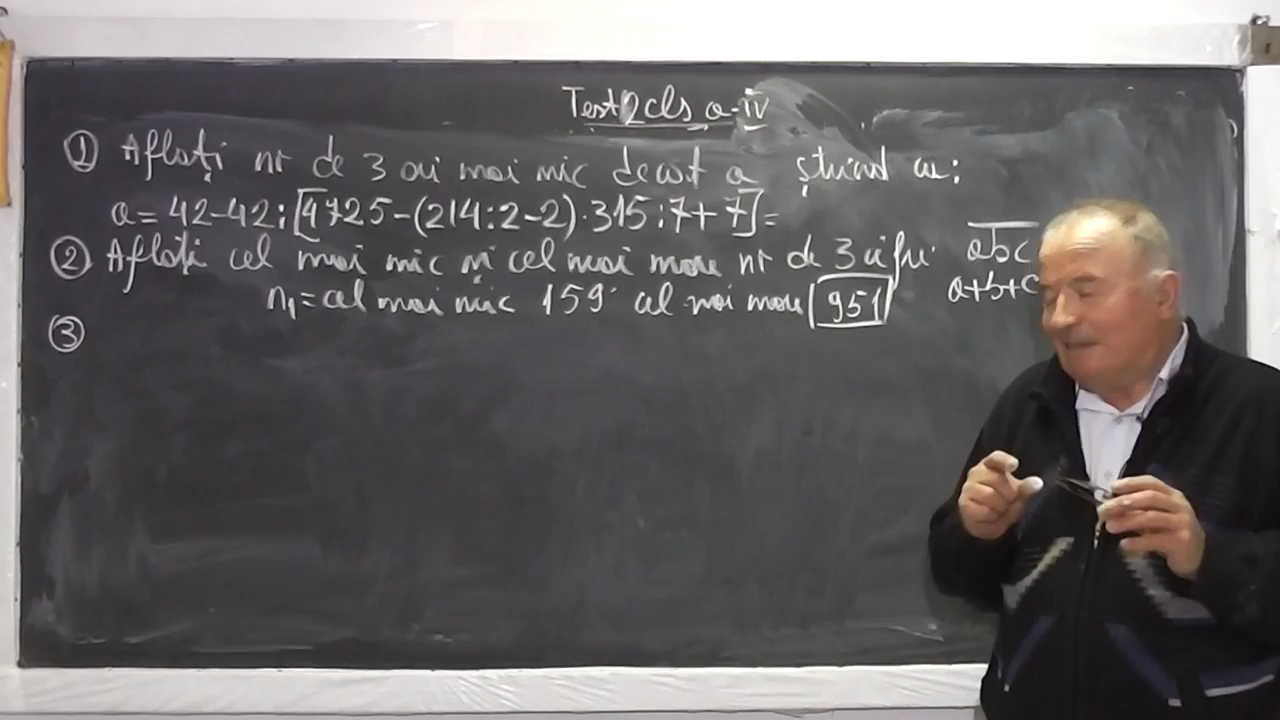 Test 2 cls a-IV
① Aflați nr de 3 ori mai mic decât a știind că:
a = 42-42:[4725-(214:2-2)·315:7+7]=
② Aflați cel mai mic și cel mai mare nr de 3 cifre abc
n₁ = cel mai mic 159 cel mai mare 951 a+b+c
③